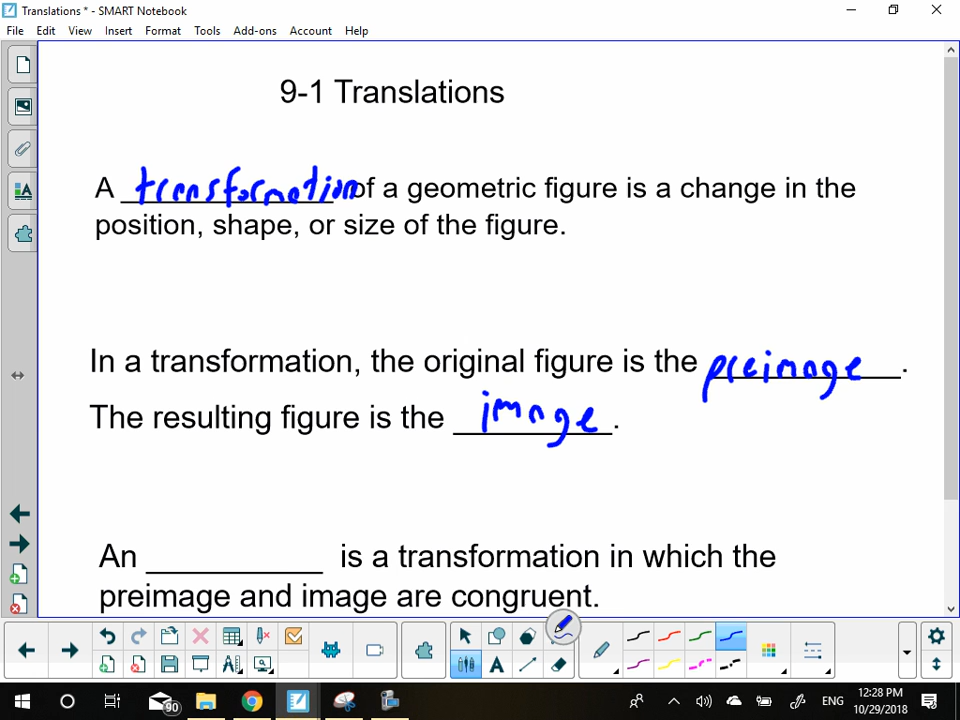 Translations * - SMART Notebook
File Edit View Insert Format Tools Add-ons Account Help
9-1 Translations
A transformation of a geometric figure is a change in the
position, shape, or size of the figure.
In a transformation, the original figure is the preimage.
The resulting figure is the image.
An __________ is a transformation in which the
preimage and image are congruent.
90
ENG
12:28 PM
10/29/2018